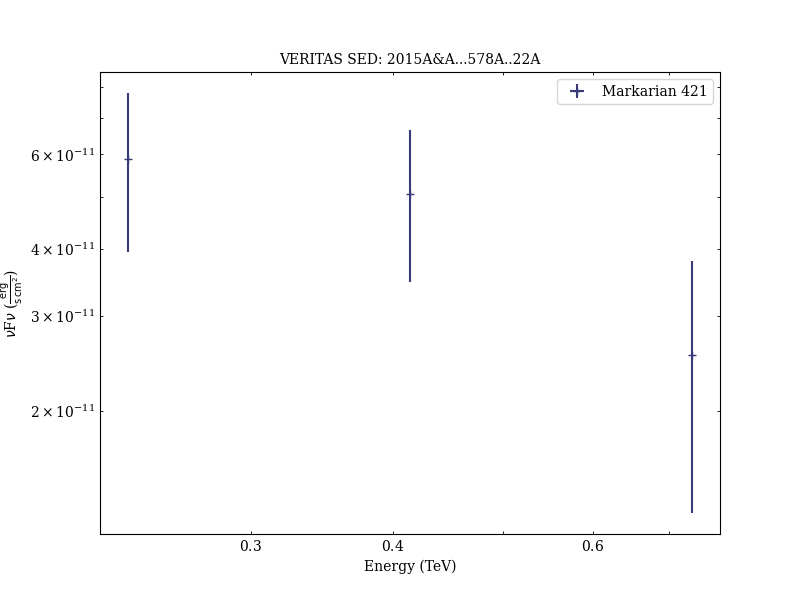 VERITAS SED: 2015A&A...578A..22A
Markarian 421
6 × 10⁻¹¹
4 × 10⁻¹¹
3 × 10⁻¹¹
2 × 10⁻¹¹
νFν (erg / s cm²)
0.3 0.4 0.6
Energy (TeV)